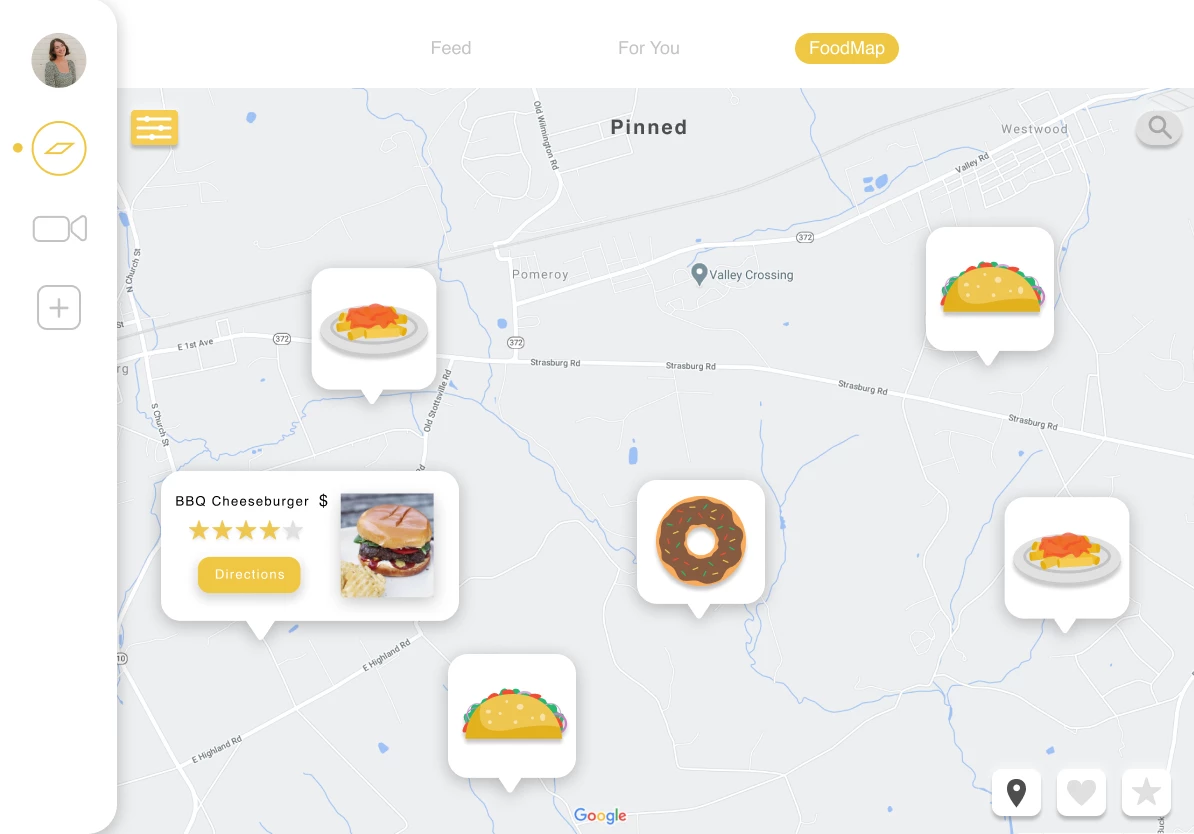 Feed
For You
FoodMap
Pinned
Old Wilmington Rd
Westwood
Valley Rd
372
N Church St
Pomeroy
Valley Crossing
St
E 1st Ave
372
372
Strasburg Rd
Strasburg Rd
Strasburg Rd
Strasburg Rd
rg
Old Stottsville Rd
S Church St
Rd
BBQ Cheeseburger $
Directions
10
E Highland Rd
E Highland Rd
Google
Buck